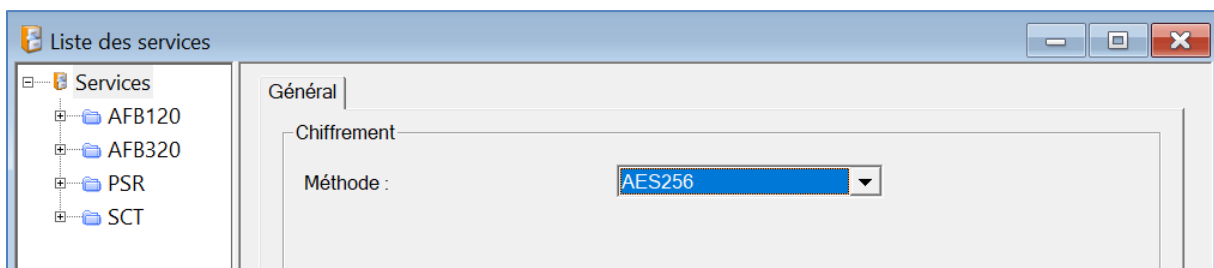 Liste des services
Services
AFB120
AFB320
PSR
SCT
Général
Chiffrement
Méthode :
AES256